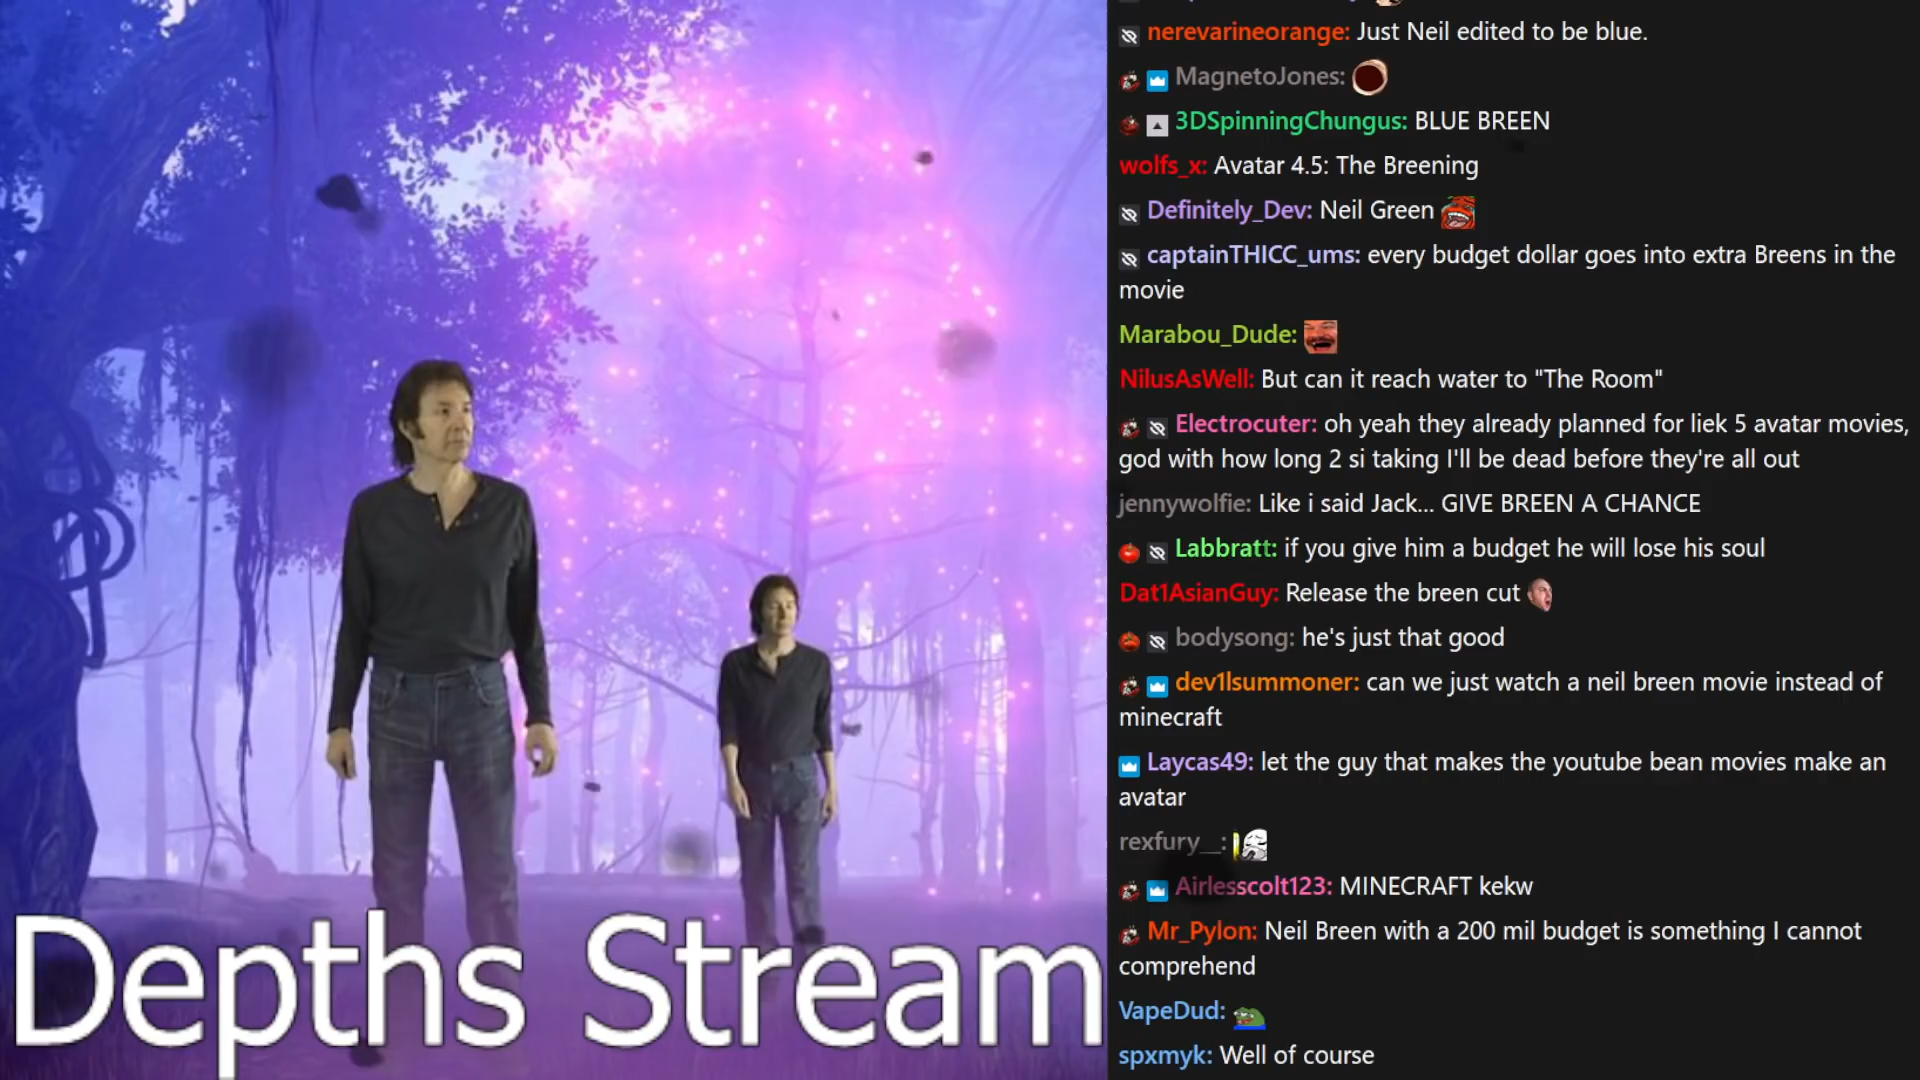 nerevarineorange: Just Neil edited to be blue.
MagnetoJones:
3DSpinningChungus: BLUE BREEN
wolfs_x: Avatar 4.5: The Breening
Definitely_Dev: Neil Green
captainTHICC_ums: every budget dollar goes into extra Breens in the
movie
Marabou_Dude:
NilusAsWell: But can it reach water to "The Room"
Electrocuter: oh yeah they already planned for liek 5 avatar movies,
god with how long 2 si taking I'll be dead before they're all out
jennywolfie: Like i said Jack... GIVE BREEN A CHANCE
Labbratt: if you give him a budget he will lose his soul
Dat1AsianGuy: Release the breen cut
bodysong: he's just that good
dev1lsummoner: can we just watch a neil breen movie instead of
minecraft
Laycas49: let the guy that makes the youtube bean movies make an
avatar
rexfury__:
Airlesscolt123: MINECRAFT kekw
Mr_Pylon: Neil Breen with a 200 mil budget is something I cannot
comprehend
VapeDud:
spxmyk: Well of course
Depths Stream